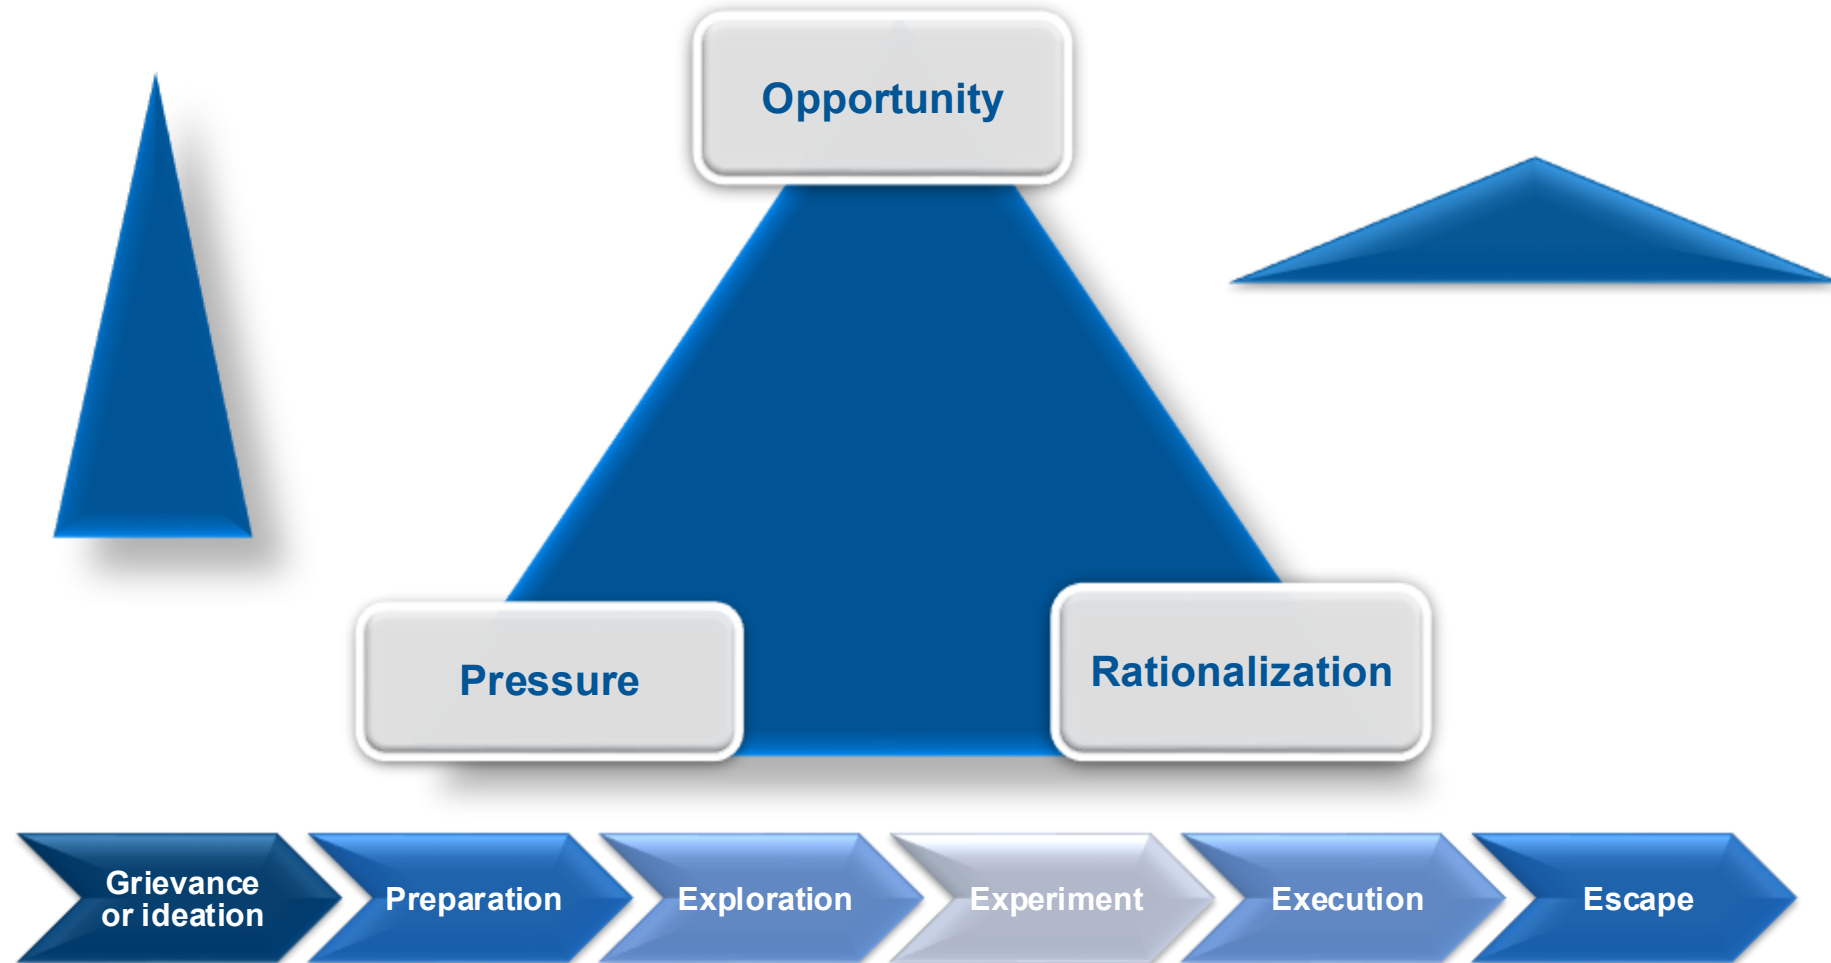 Opportunity
Pressure
Rationalization
Grievance
or ideation
Preparation
Exploration
Experiment
Execution
Escape